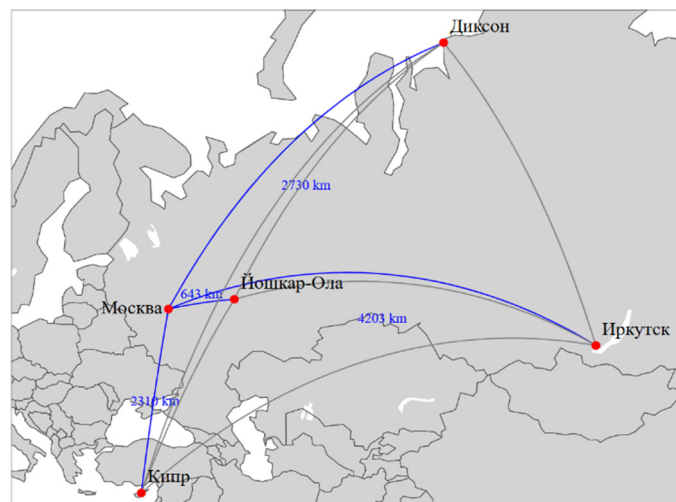 Диксон
2730 km
Йошкар-Ола
643 km
Москва
4203 km
Иркутск
2310 km
Кипр